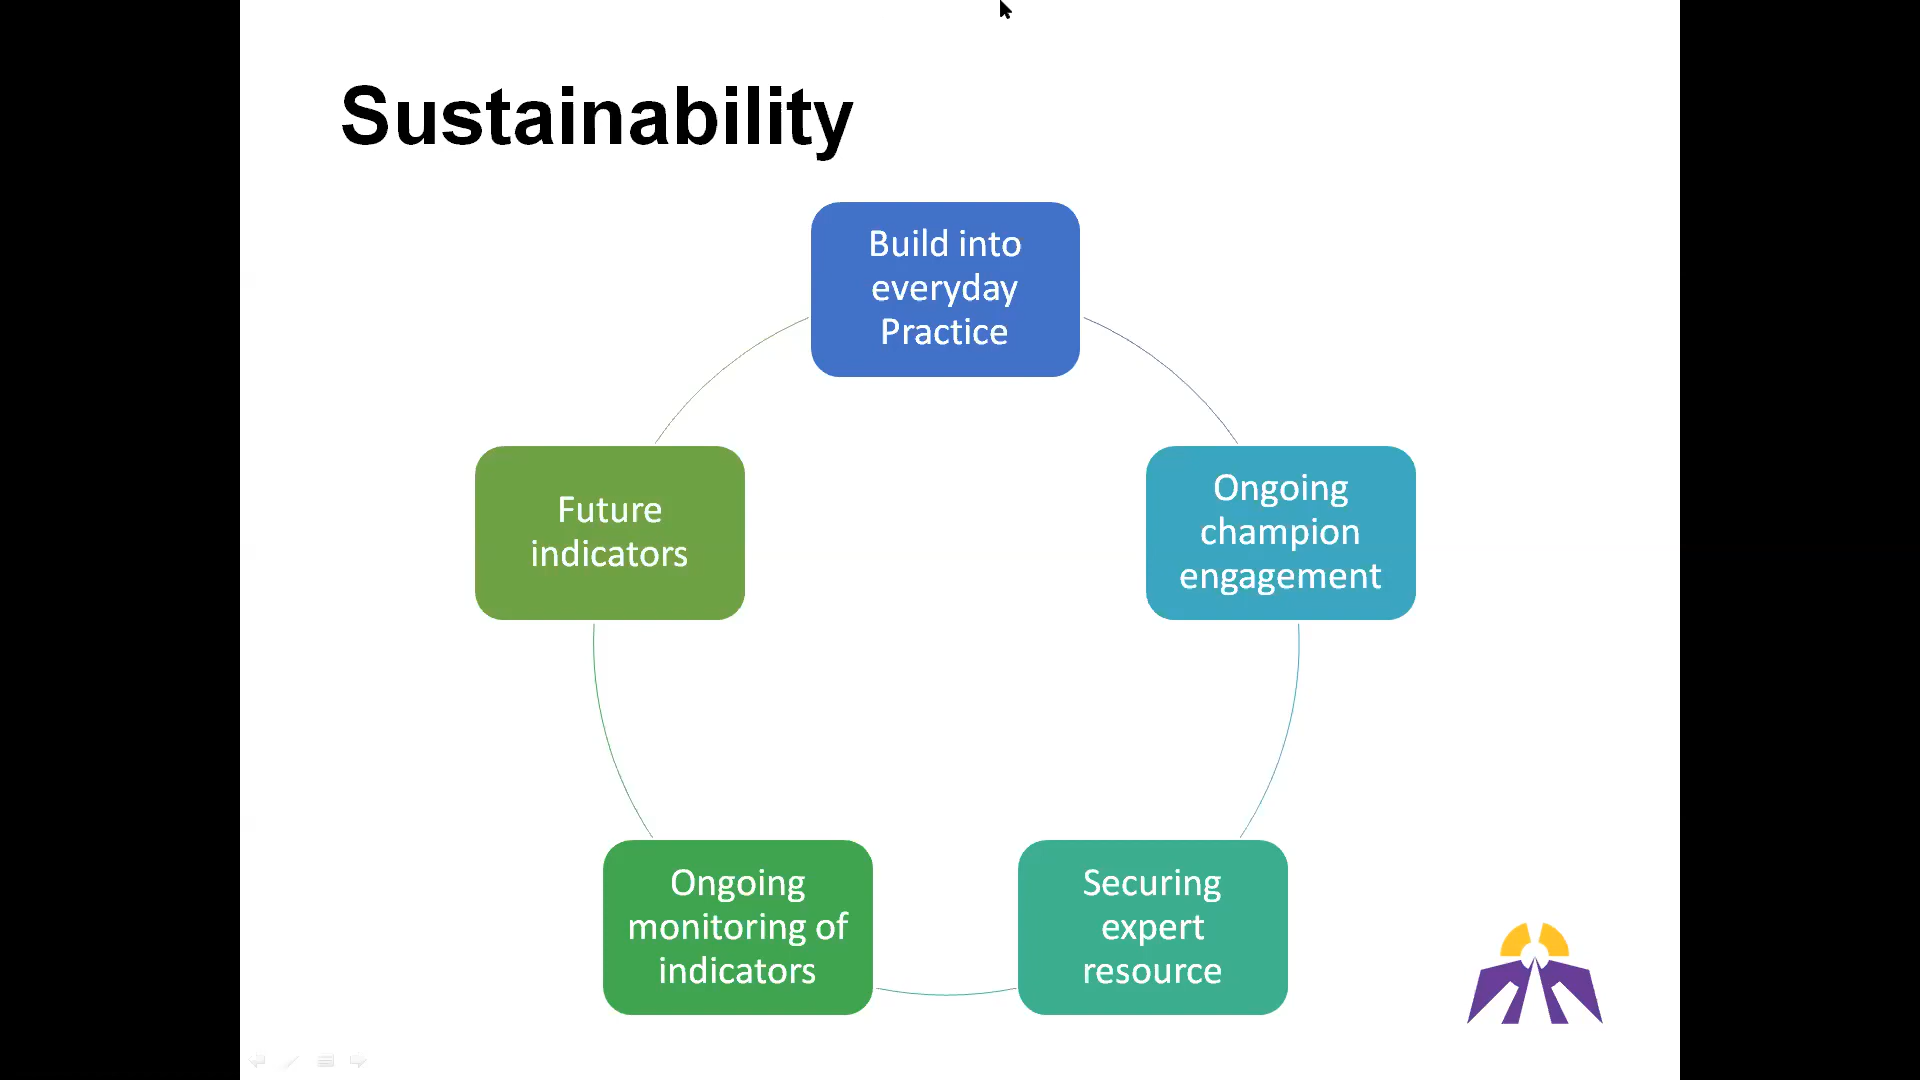 Sustainability
Build into
everyday
Practice
Ongoing
champion
engagement
Securing
expert
resource
Ongoing
monitoring of
indicators
Future
indicators